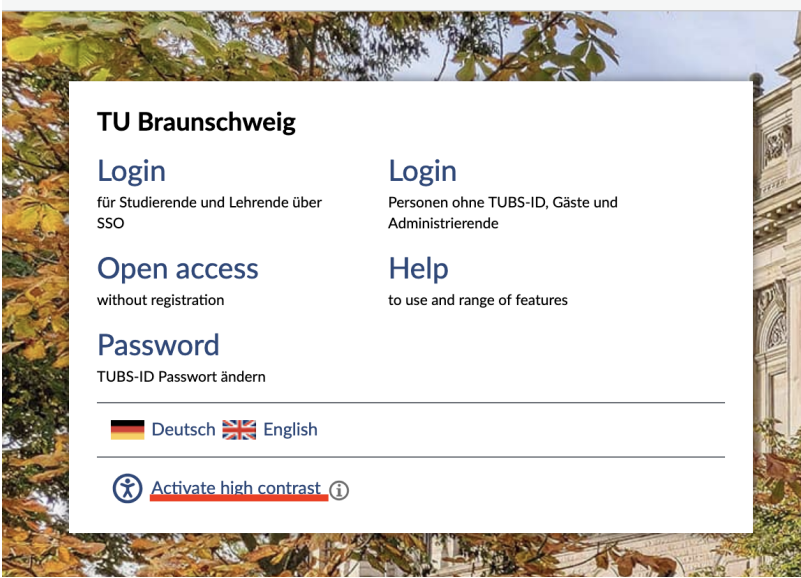 TU Braunschweig
Login
für Studierende und Lehrende über
SSO
Login
Personen ohne TUBS-ID, Gäste und
Administrierende
Open access
without registration
Help
to use and range of features
Password
TUBS-ID Passwort ändern
Deutsch English
Activate high contrast